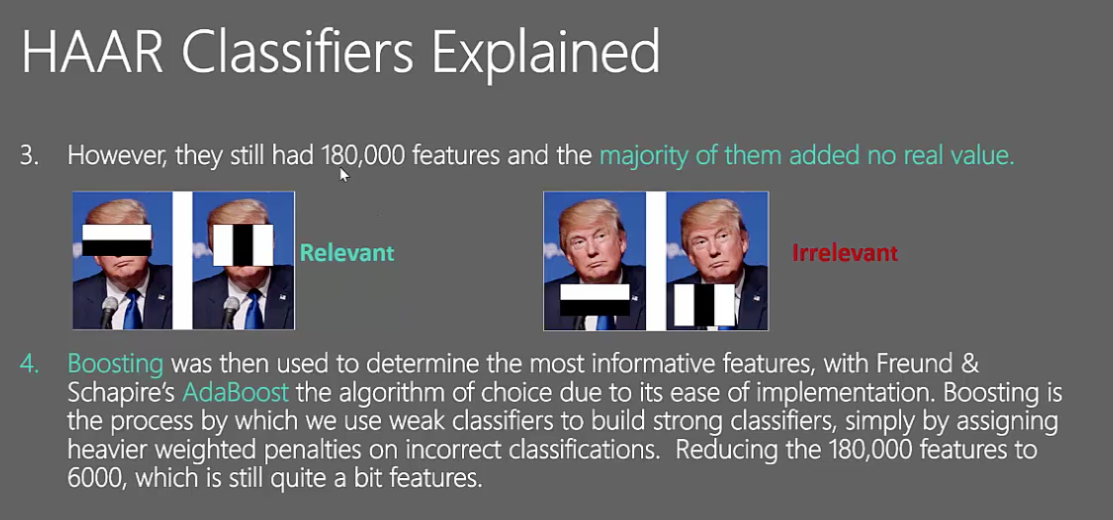 HAAR Classifiers Explained
3. However, they still had 180,000 features and the majority of them added no real value.
Relevant
Irrelevant
4. Boosting was then used to determine the most informative features, with Freund &
Schapire's AdaBoost the algorithm of choice due to its ease of implementation. Boosting is
the process by which we use weak classifiers to build strong classifiers, simply by assigning
heavier weighted penalties on incorrect classifications.  Reducing the 180,000 features to
6000, which is still quite a bit features.